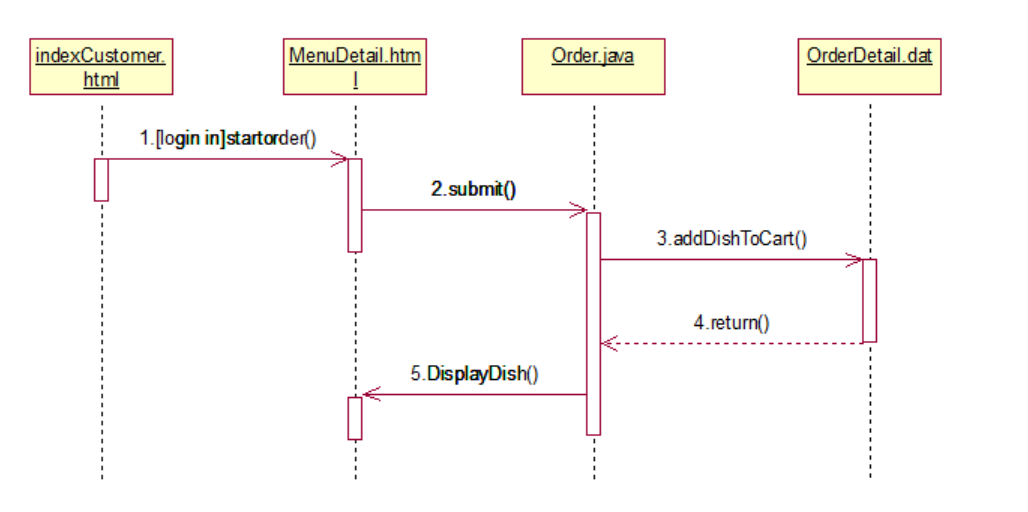 indexCustomer.
html
MenuDetail.htm
l
Order.java
OrderDetail.dat
1.[login in]startorder()
2.submit()
3.addDishToCart()
4.return()
5.DisplayDish()